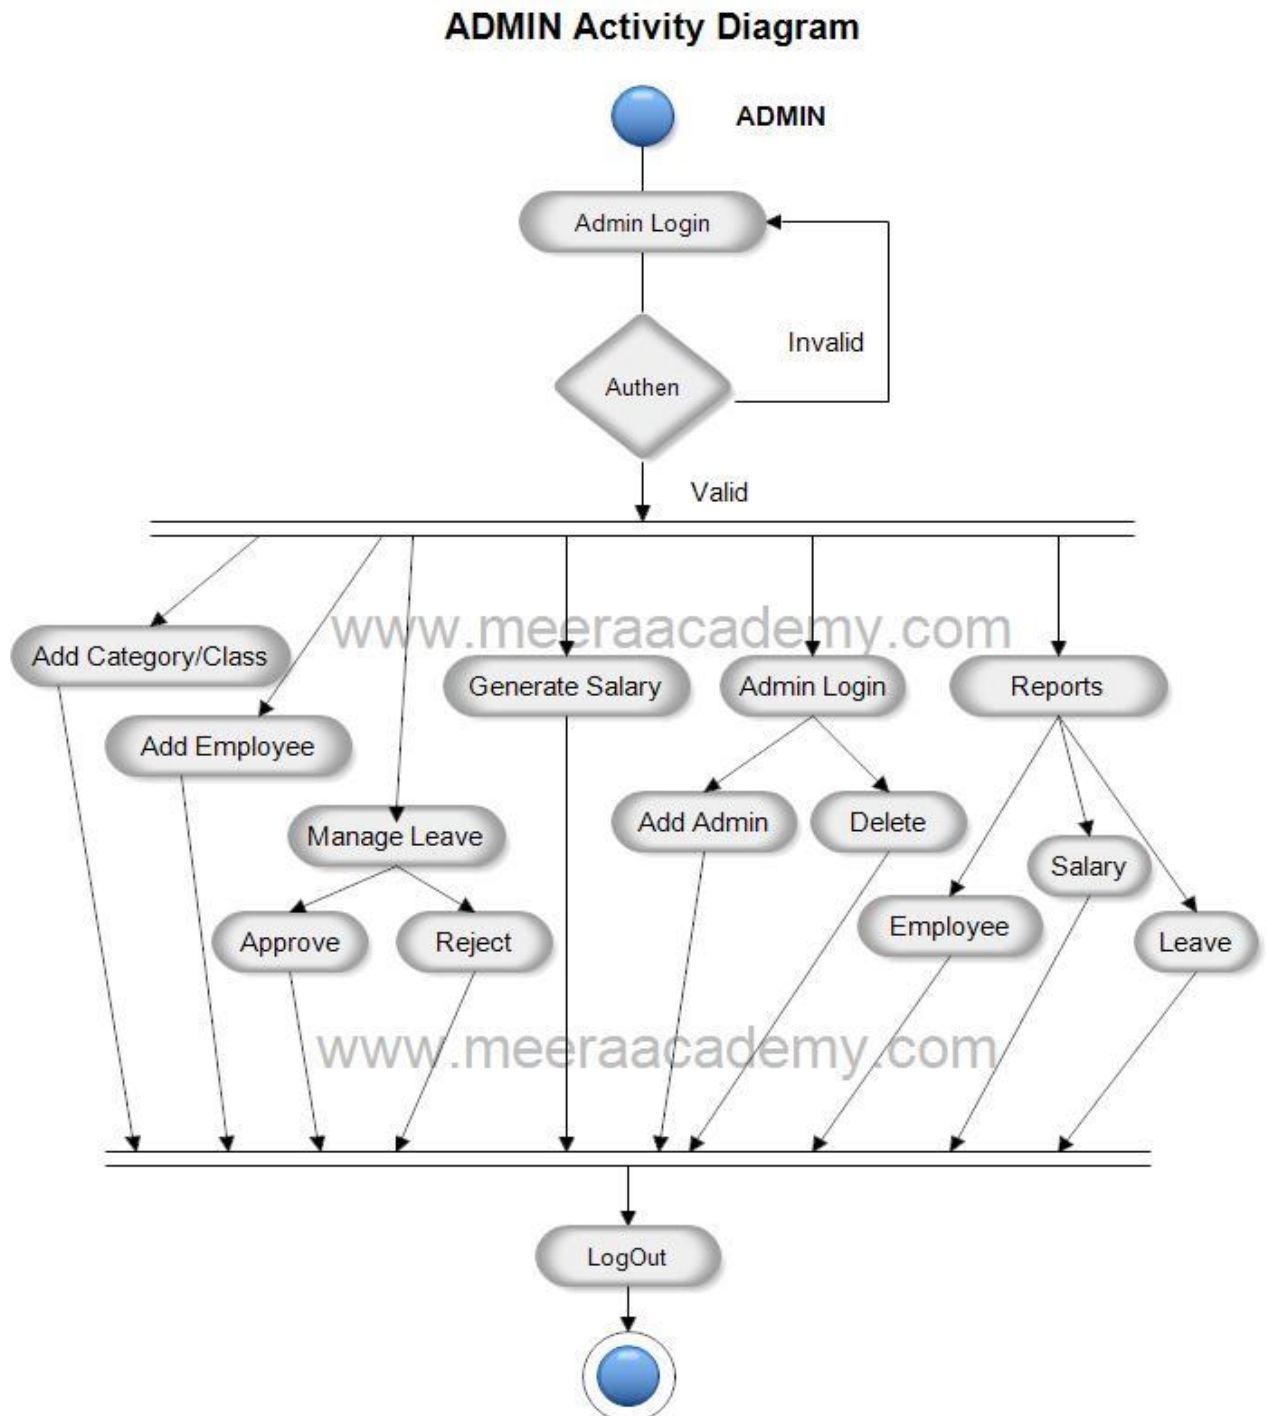 ADMIN Activity Diagram
ADMIN
Admin Login
Invalid
Authen
Valid
www.meeraacademy.com
Add Category/Class
Generate Salary
Admin Login
Reports
Add Employee
Manage Leave
Add Admin
Delete
Salary
Employee
Approve
Reject
Leave
www.meeraacademy.com
LogOut